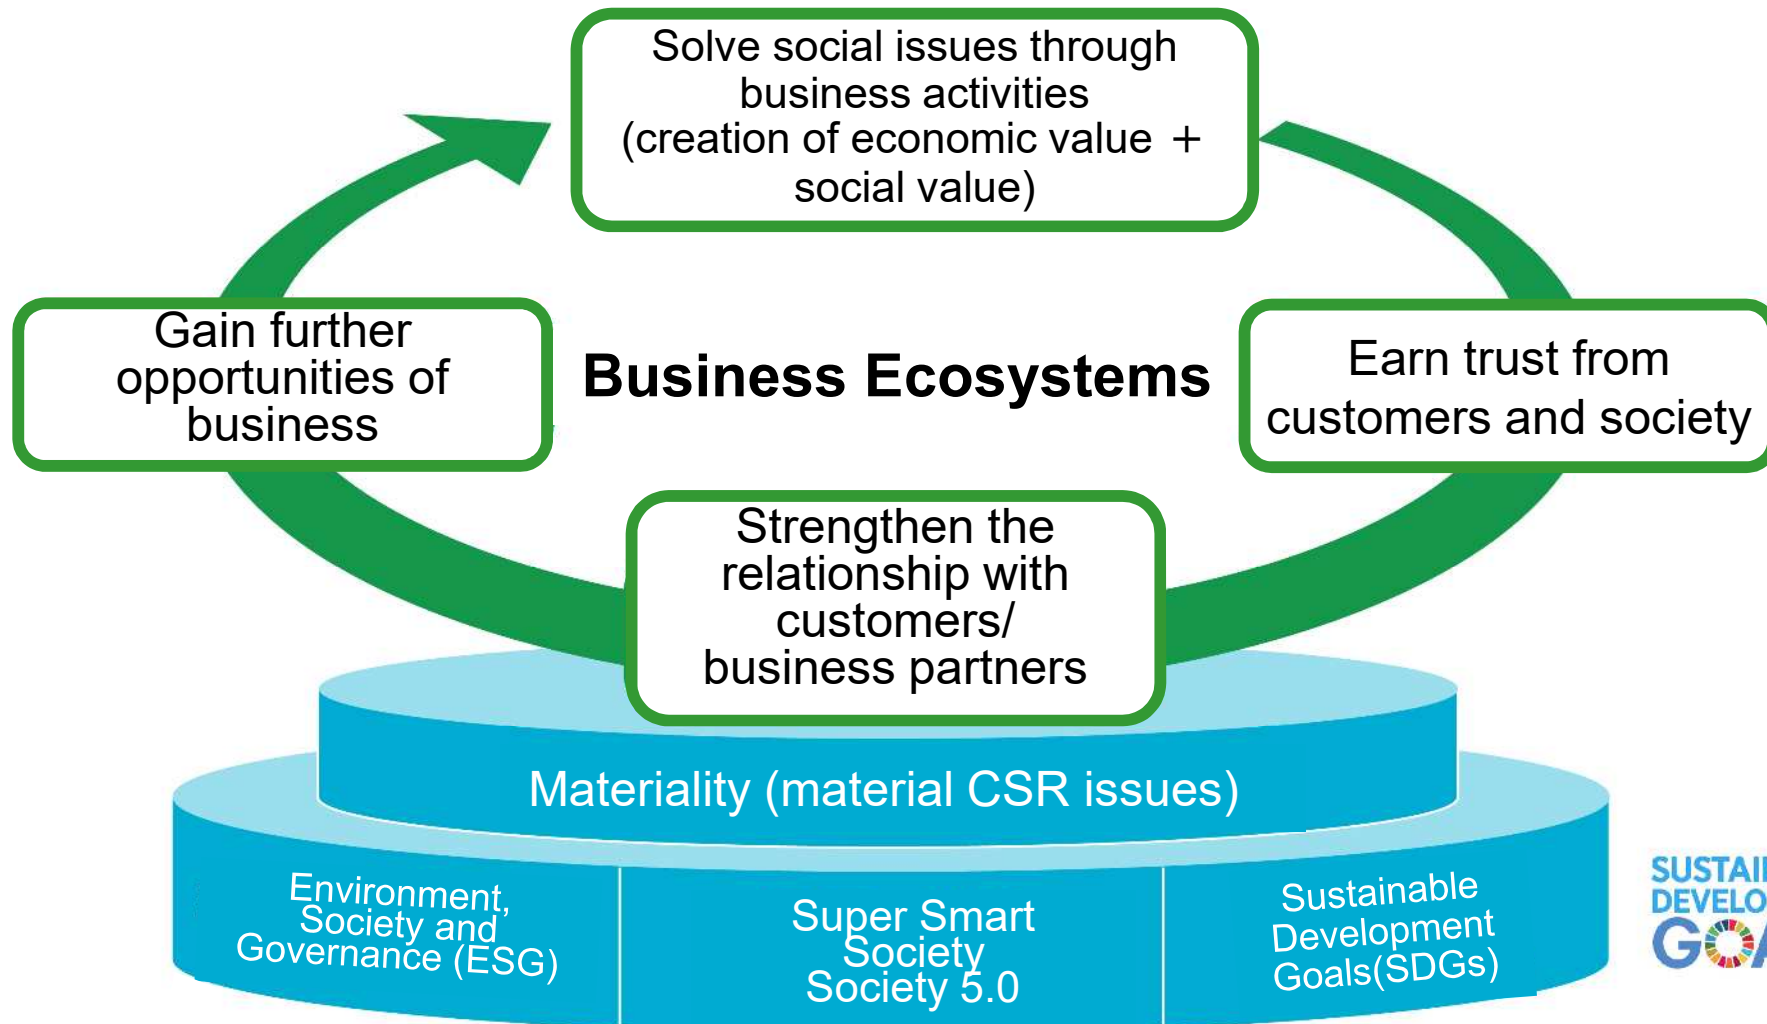 Solve social issues through
business activities
(creation of economic value +
social value)
Gain further
opportunities of
business
Business Ecosystems
Earn trust from
customers and society
Strengthen the
relationship with
customers/
business partners
Materiality (material CSR issues)
Environment,
Society and
Governance (ESG)
Super Smart
Society
Society 5.0
Sustainable
Development
Goals(SDGs)